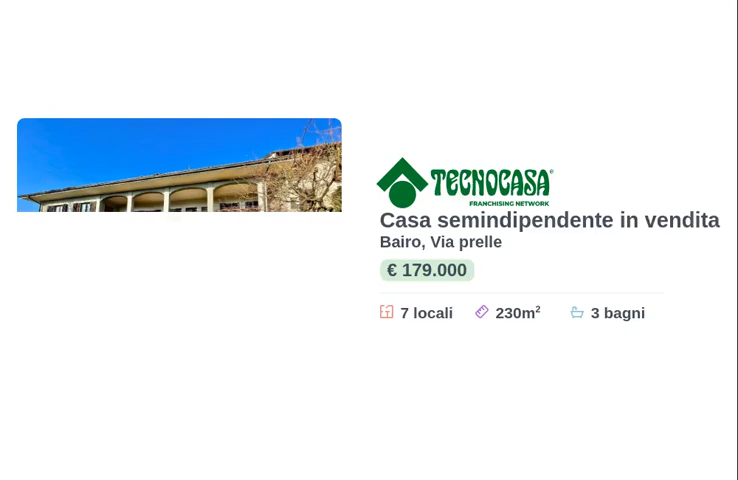 TECNOCASA®
FRANCHISING NETWORK
Casa semindipendente in vendita
Bairo, Via prelle
€ 179.000
7 locali 230m² 3 bagni